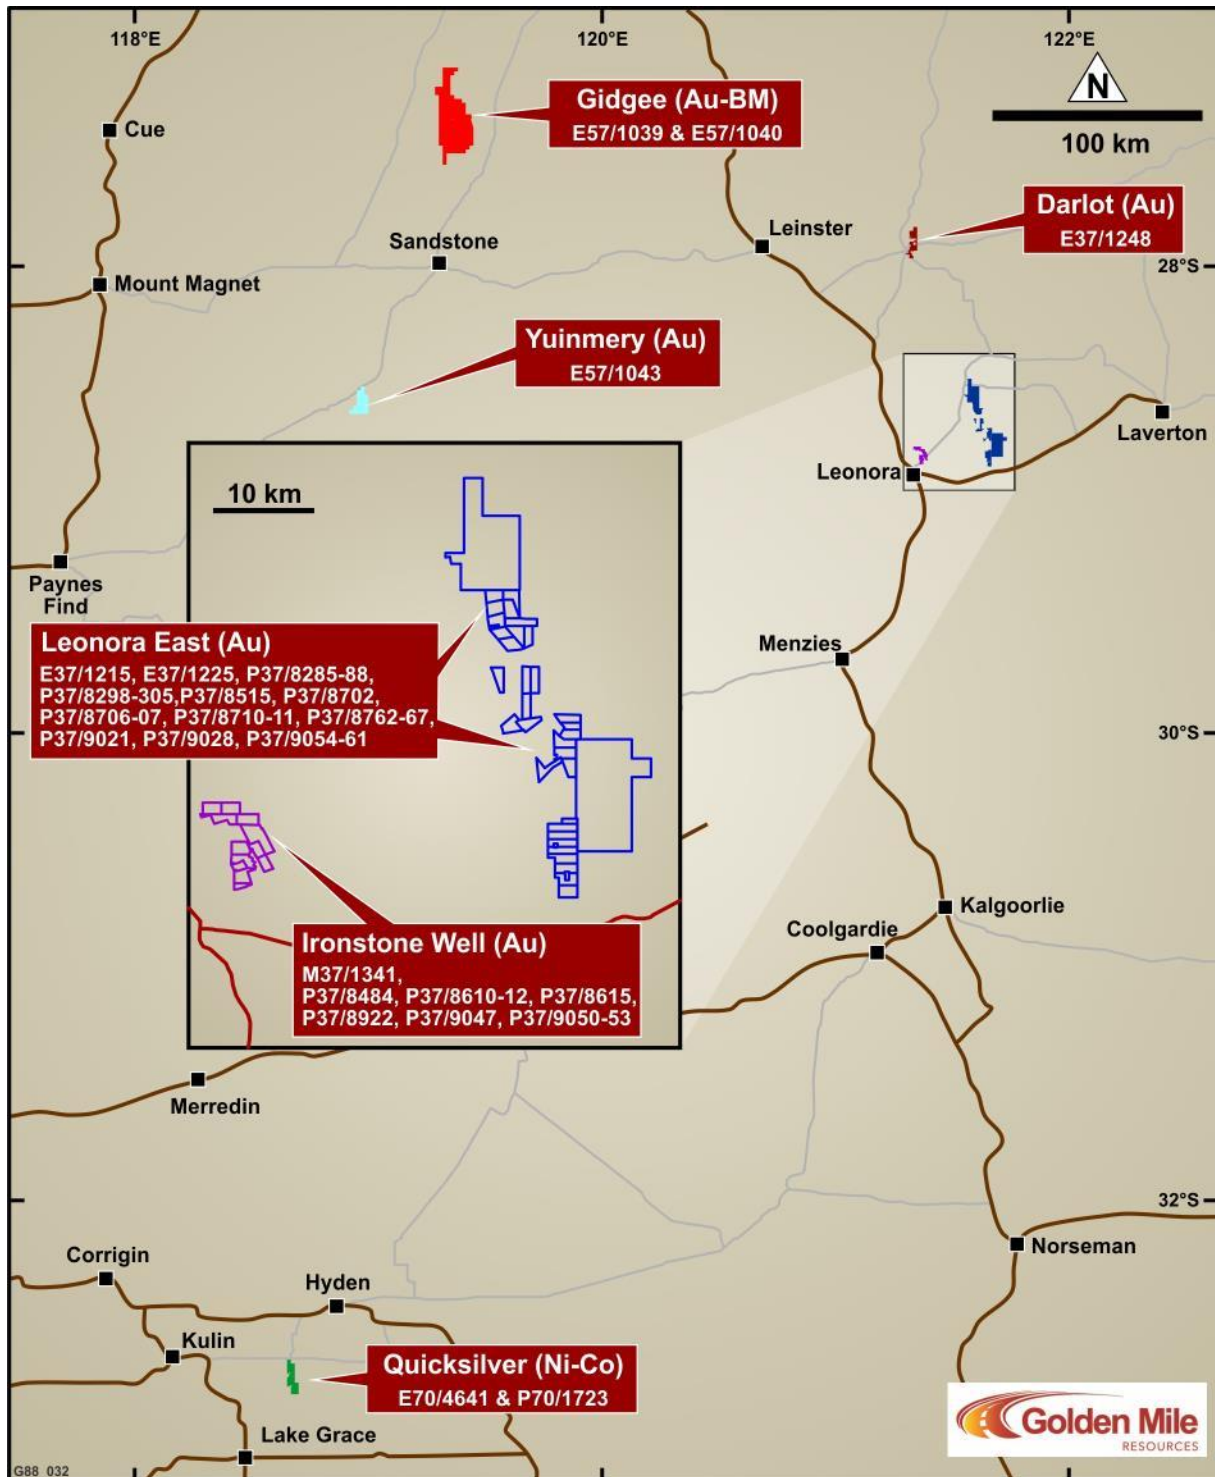 118°E
120°E
122°E
N
100 km
Gidgee (Au-BM)
E57/1039 & E57/1040
Cue
Darlot (Au)
E37/1248
Leinster
Sandstone
28°S
Mount Magnet
Yuinmery (Au)
E57/1043
Laverton
Leonora
10 km
Paynes
Find
Leonora East (Au)
E37/1215, E37/1225, P37/8285-88,
P37/8298-305,P37/8515, P37/8702,
P37/8706-07, P37/8710-11, P37/8762-67,
P37/9021, P37/9028, P37/9054-61
Menzies
30°S
Kalgoorlie
Coolgardie
Ironstone Well (Au)
M37/1341,
P37/8484, P37/8610-12, P37/8615,
P37/8922, P37/9047, P37/9050-53
Merredin
32°S
Norseman
Corrigin
Hyden
Kulin
Quicksilver (Ni-Co)
E70/4641 & P70/1723
Lake Grace
Golden Mile
RESOURCES
G88_032